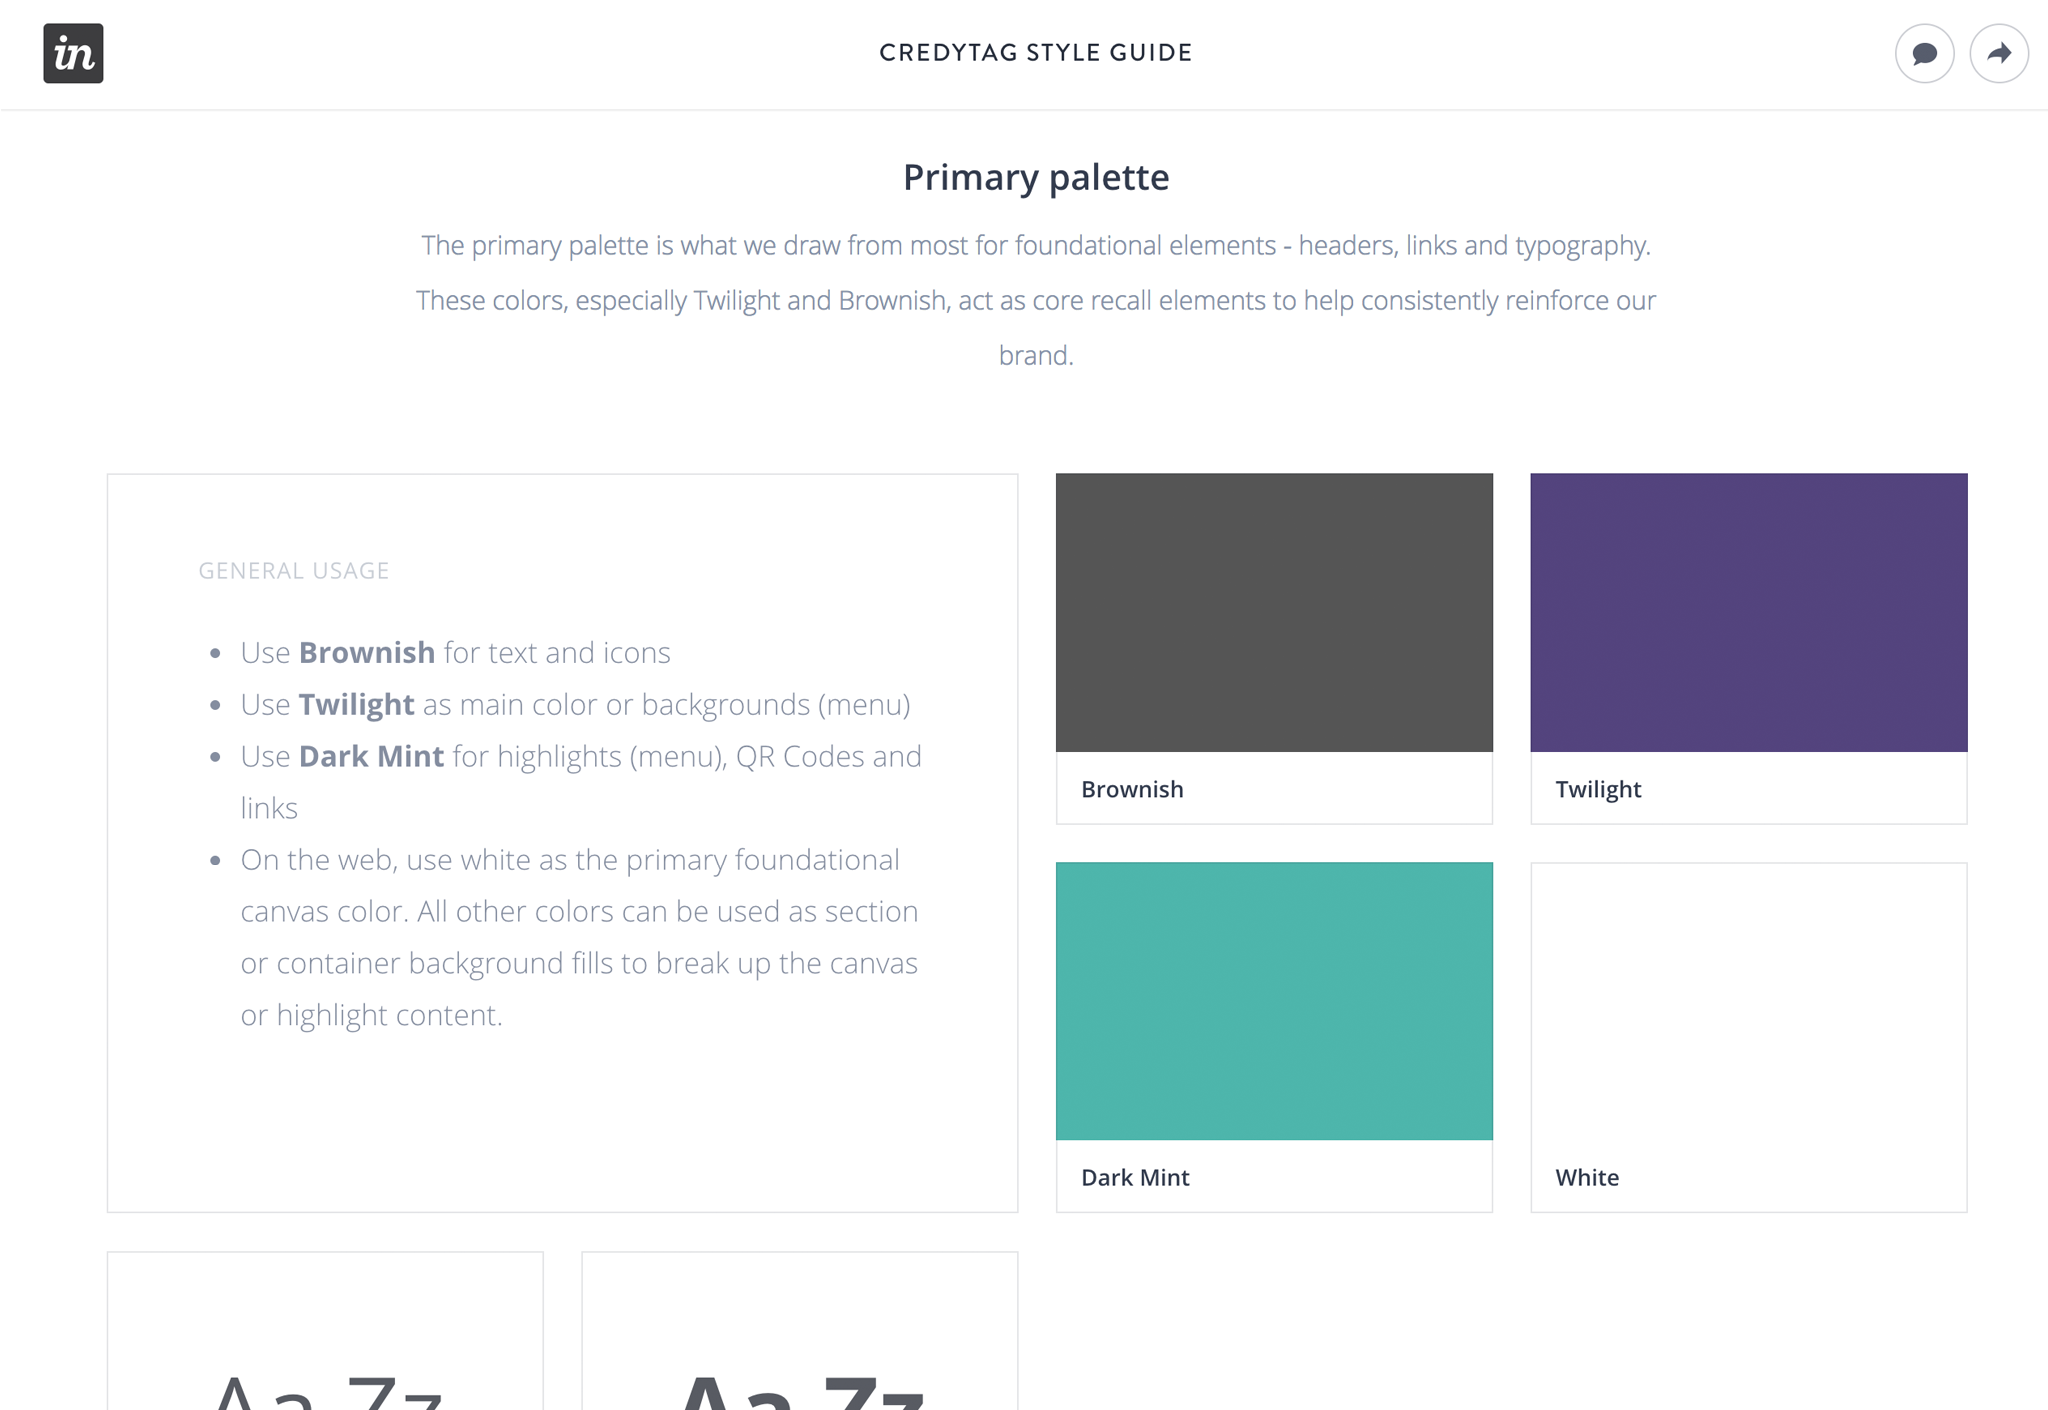 in
CREDYTAG STYLE GUIDE
Primary palette
The primary palette is what we draw from most for foundational elements - headers, links and typography.
These colors, especially Twilight and Brownish, act as core recall elements to help consistently reinforce our
brand.
GENERAL USAGE
• Use Brownish for text and icons
• Use Twilight as main color or backgrounds (menu)
• Use Dark Mint for highlights (menu), QR Codes and
links
• On the web, use white as the primary foundational
canvas color. All other colors can be used as section
or container background fills to break up the canvas
or highlight content.
Brownish
Twilight
Dark Mint
White
Aa Zz
Aa Zz